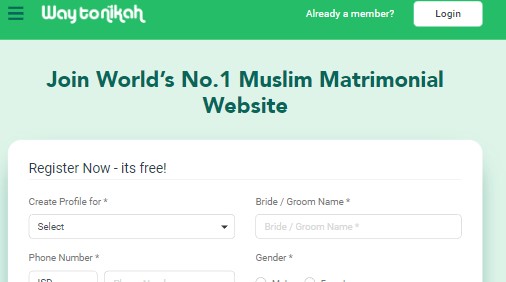 Waytonikah
Already a member?
Login
Join World's No.1 Muslim Matrimonial
Website
Register Now - its free!
Create Profile for *
Bride / Groom Name *
Select
Bride / Groom Name *
Phone Number *
Gender *